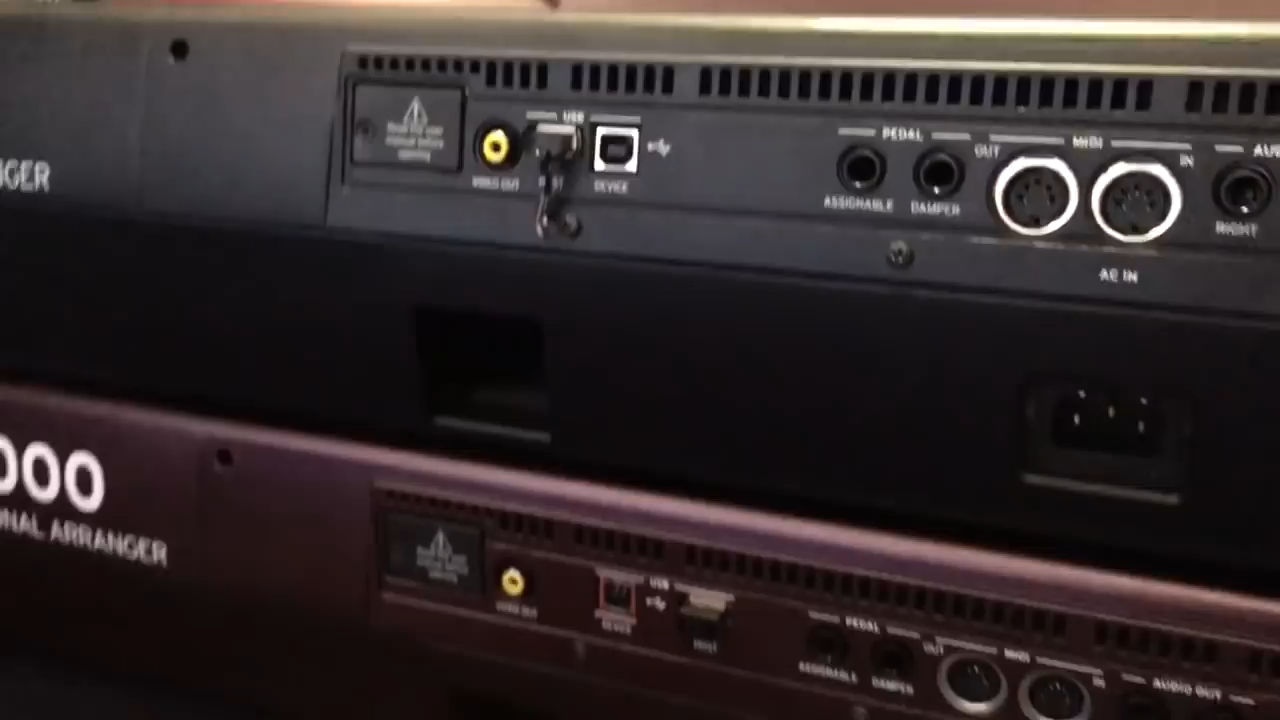 NGER
USB
VIDEO OUT
DEVICE
PEDAL
ASSIGNABLE
DAMPER
OUT
MIDI
IN
AUD
RIGHT
AC IN
000
ONAL ARRANGER
VIDEO OUT
USB
DEVICE
HOST
PEDAL
ASSIGNABLE
DAMPER
OUT
MIDI
IN
AUDIO OUT